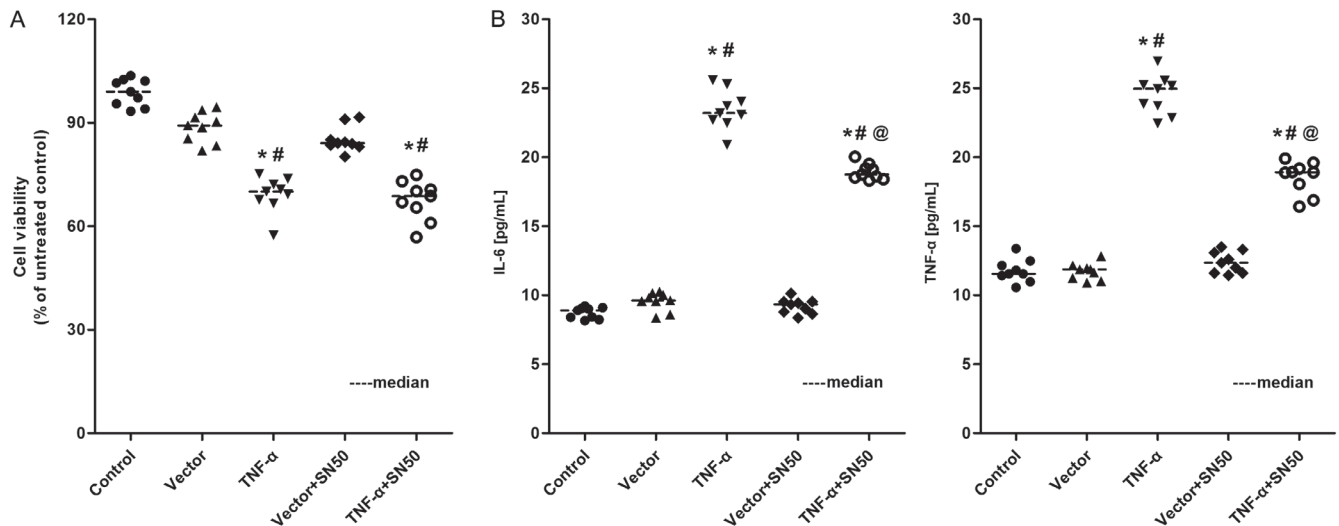 A
120
90
60
30
0
Cell viability
(% of untreated control)
* #
*#
----median
Control
Vector
TNF-α
Vector+SN50
TNF-α+SN50
B
30
25
20
15
10
5
0
IL-6 [pg/mL]
* #
*# @
----median
Control
Vector
TNF-α
Vector+SN50
TNF-α+SN50
30
25
20
15
10
5
0
TNF-α [pg/mL]
* #
*# @
----median
Control
Vector
TNF-α
Vector+SN50
TNF-α+SN50